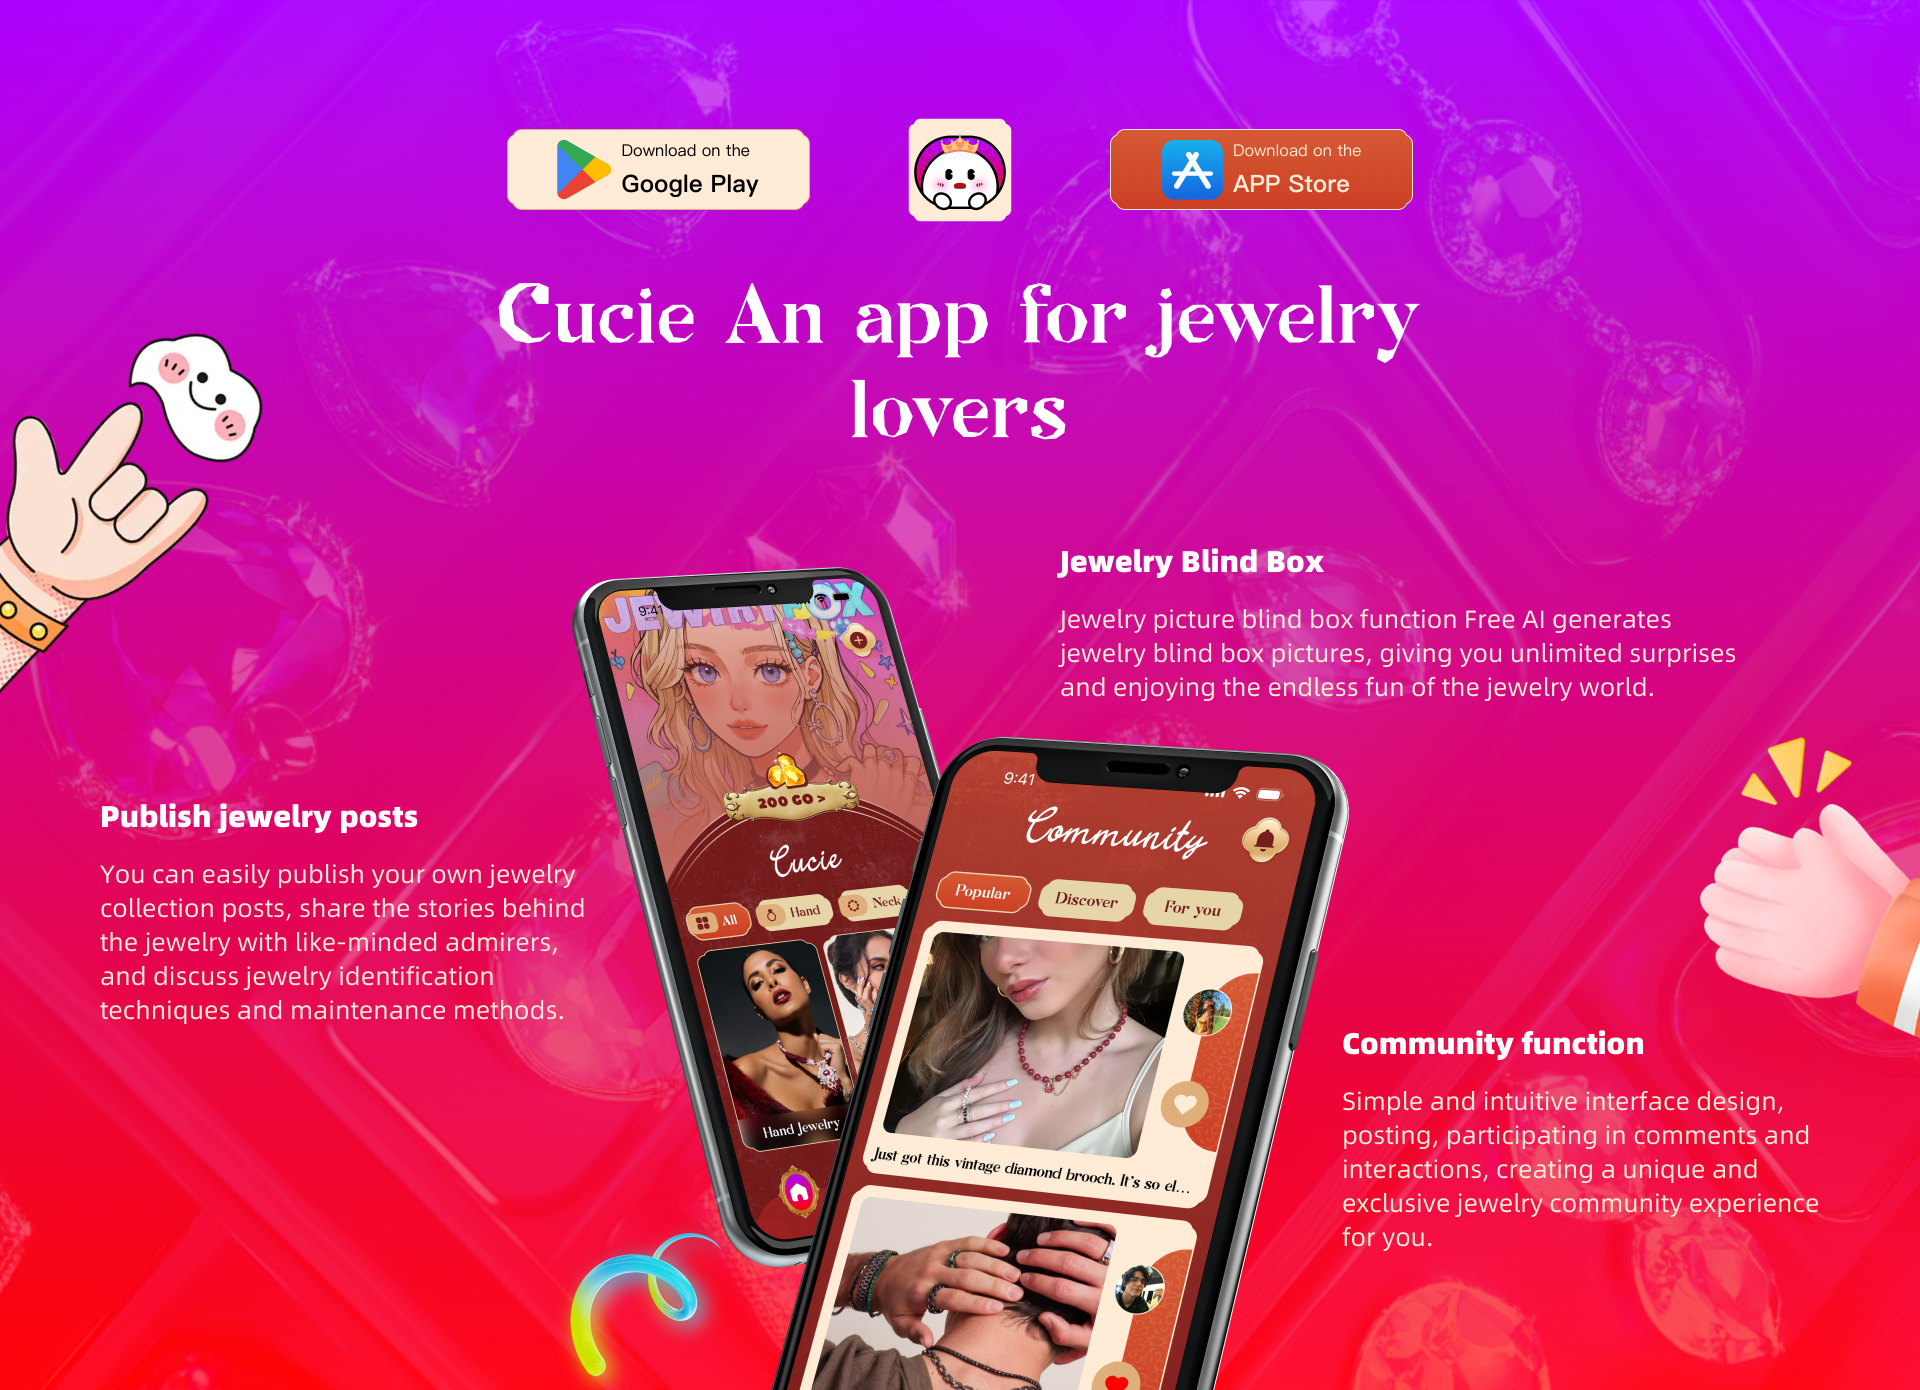 Download on the
Google Play
Download on the
APP Store
Cucie An app for jewelry
lovers
Jewelry Blind Box
Jewelry picture blind box function Free AI generates
jewelry blind box pictures, giving you unlimited surprises
and enjoying the endless fun of the jewelry world.
Publish jewelry posts
You can easily publish your own jewelry
collection posts, share the stories behind
the jewelry with like-minded admirers,
and discuss jewelry identification
techniques and maintenance methods.
9:41
200 GO >
Cucie
All
Hand
Neck
Hand Jewelry
9:41
Community
Popular
Discover
For you
Just got this vintage diamond brooch. It's so el...
Community function
Simple and intuitive interface design,
posting, participating in comments and
interactions, creating a unique and
exclusive jewelry community experience
for you.